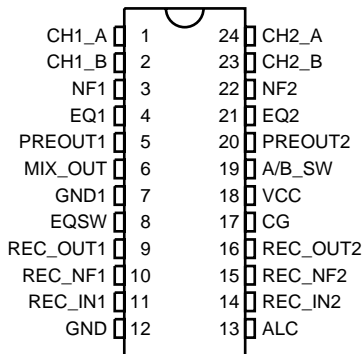 CH1_A 1 24 CH2_A
CH1_B 2 23 CH2_B
NF1 3 22 NF2
EQ1 4 21 EQ2
PREOUT1 5 20 PREOUT2
MIX_OUT 6 19 A/B_SW
GND1 7 18 VCC
EQSW 8 17 CG
REC_OUT1 9 16 REC_OUT2
REC_NF1 10 15 REC_NF2
REC_IN1 11 14 REC_IN2
GND 12 13 ALC